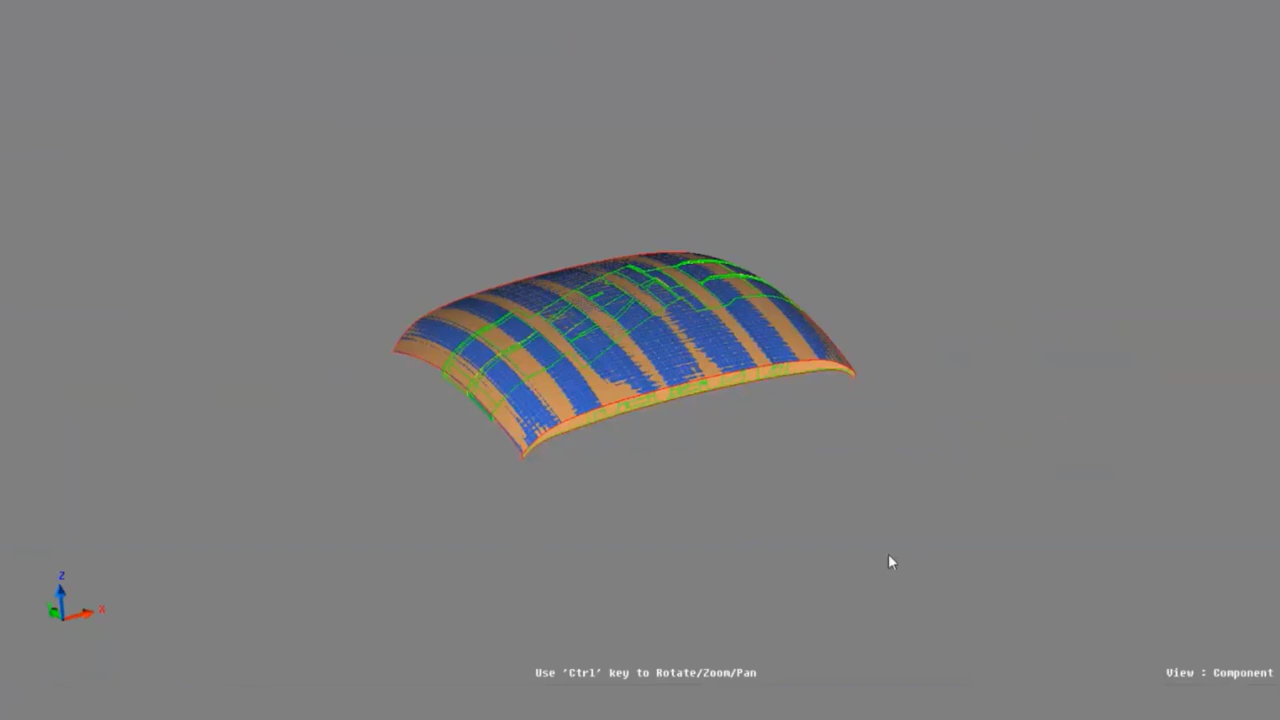 Z
X
Use 'Ctrl' key to Rotate/Zoom/Pan
View : Component